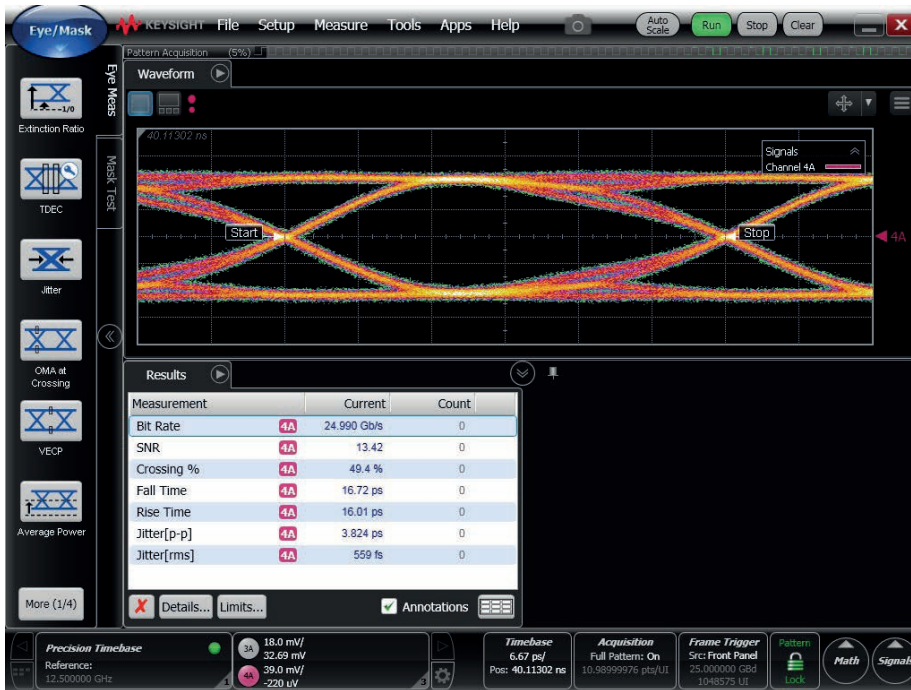 Eye/Mask
KEYSIGHT File Setup Measure Tools Apps Help
Auto Scale Run Stop Clear X
Pattern Acquisition (5%)
Eye Meas
Mask Test
Waveform
1/0
Extinction Ratio
TDEC
Jitter
OMA at
Crossing
VECP
Average Power
More (1/4)
40.11302 ns
Signals
Channel 4A
Start
Stop
4A
Results
Measurement Current Count
Bit Rate 4A 24.990 Gb/s 0
SNR 4A 13.42 0
Crossing % 4A 49.4 % 0
Fall Time 4A 16.72 ps 0
Rise Time 4A 16.01 ps 0
Jitter[p-p] 4A 3.824 ps 0
Jitter[rms] 4A 559 fs 0
Details... Limits... Annotations
Precision Timebase
Reference:
12.500000 GHz
1
3A 18.0 mV/
32.69 mV
4A 39.0 mV/
-220 uV
3
Timebase
6.67 ps/
Pos: 40.11302 ns
Acquisition
Full Pattern: On
10.98999976 pts/UI
Frame Trigger
Src: Front Panel
25.000000 GBd
1048575 UI
Pattern
Lock
Math
Signals